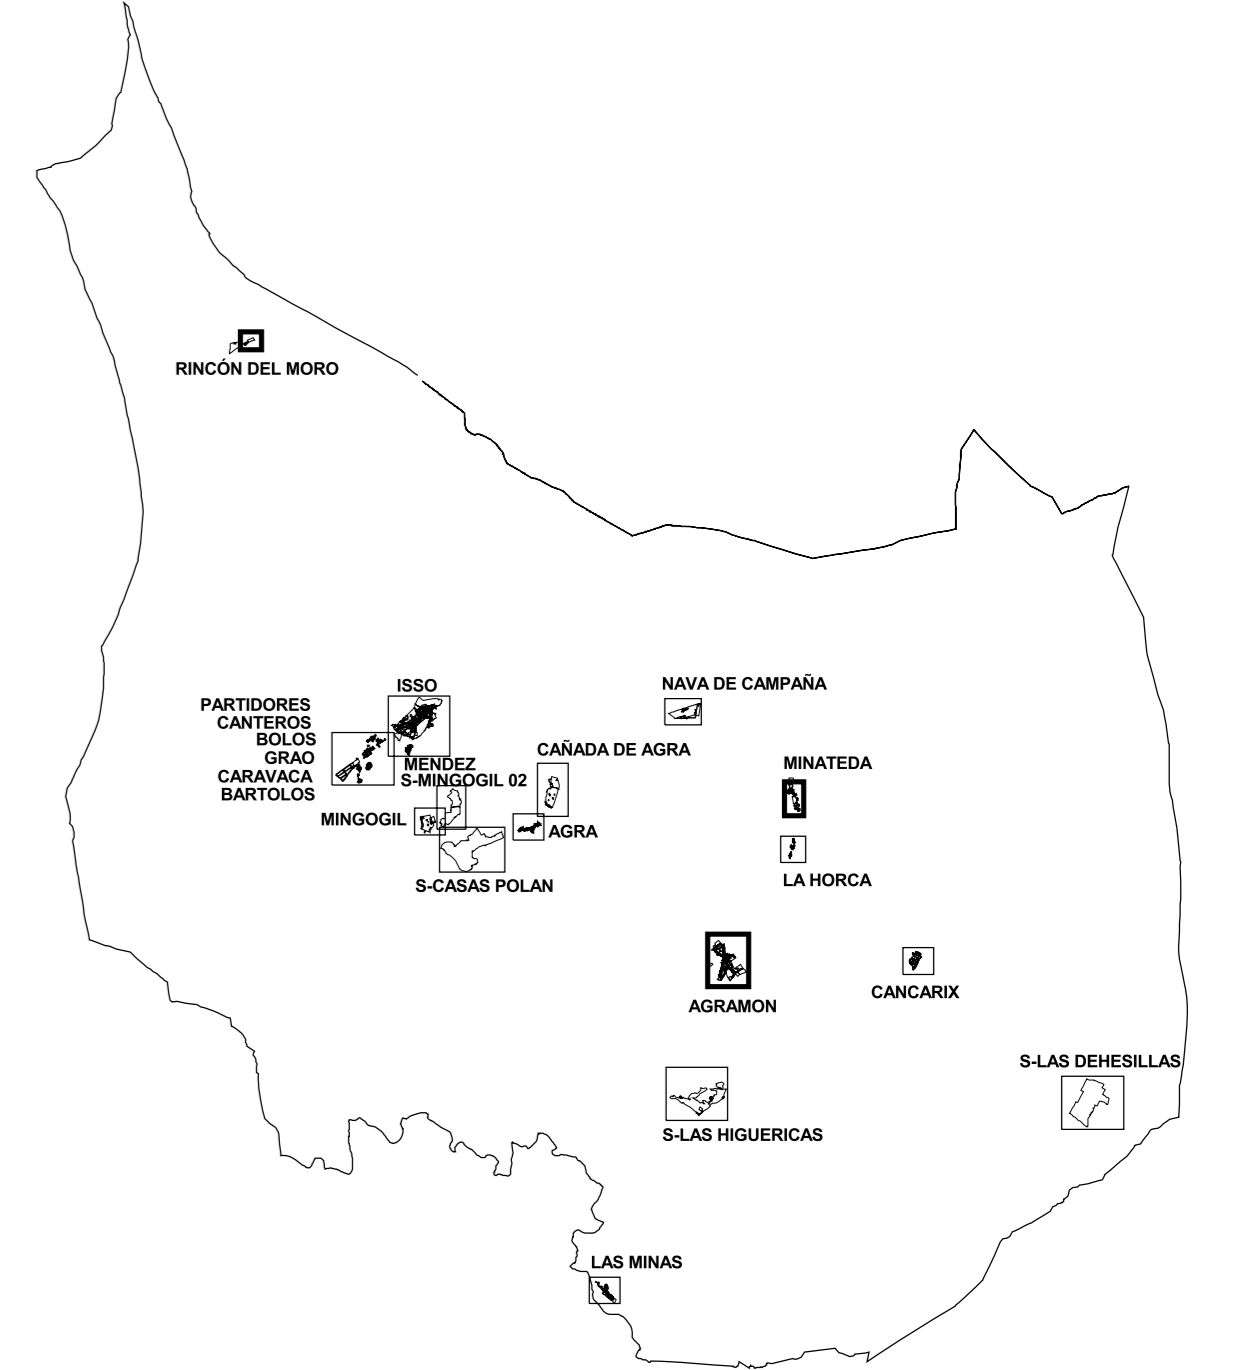 RINCÓN DEL MORO
ISSO
NAVA DE CAMPAÑA
PARTIDORES
CANTEROS
BOLOS
GRAO
CARAVACA
BARTOLOS
CAÑADA DE AGRA
MENDEZ
S-MINGOGIL 02
MINATEDA
MINGOGIL
AGRA
LA HORCA
S-CASAS POLAN
AGRAMON
CANCARIX
S-LAS DEHESILLAS
S-LAS HIGUERICAS
LAS MINAS